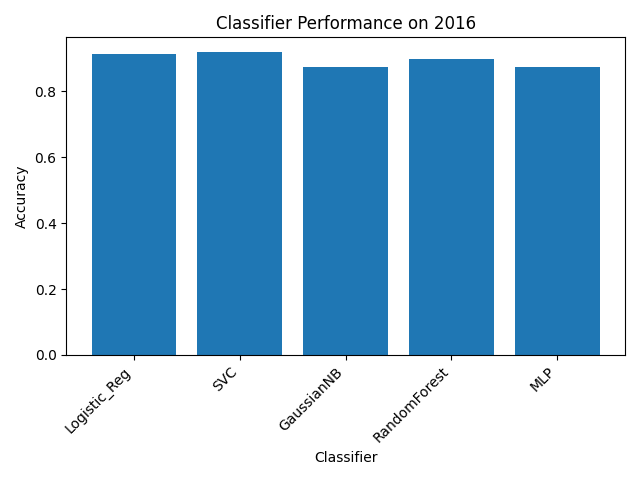 Classifier Performance on 2016
Accuracy
0.8
0.6
0.4
0.2
0.0
Logistic_Reg
SVC
GaussianNB
RandomForest
MLP
Classifier